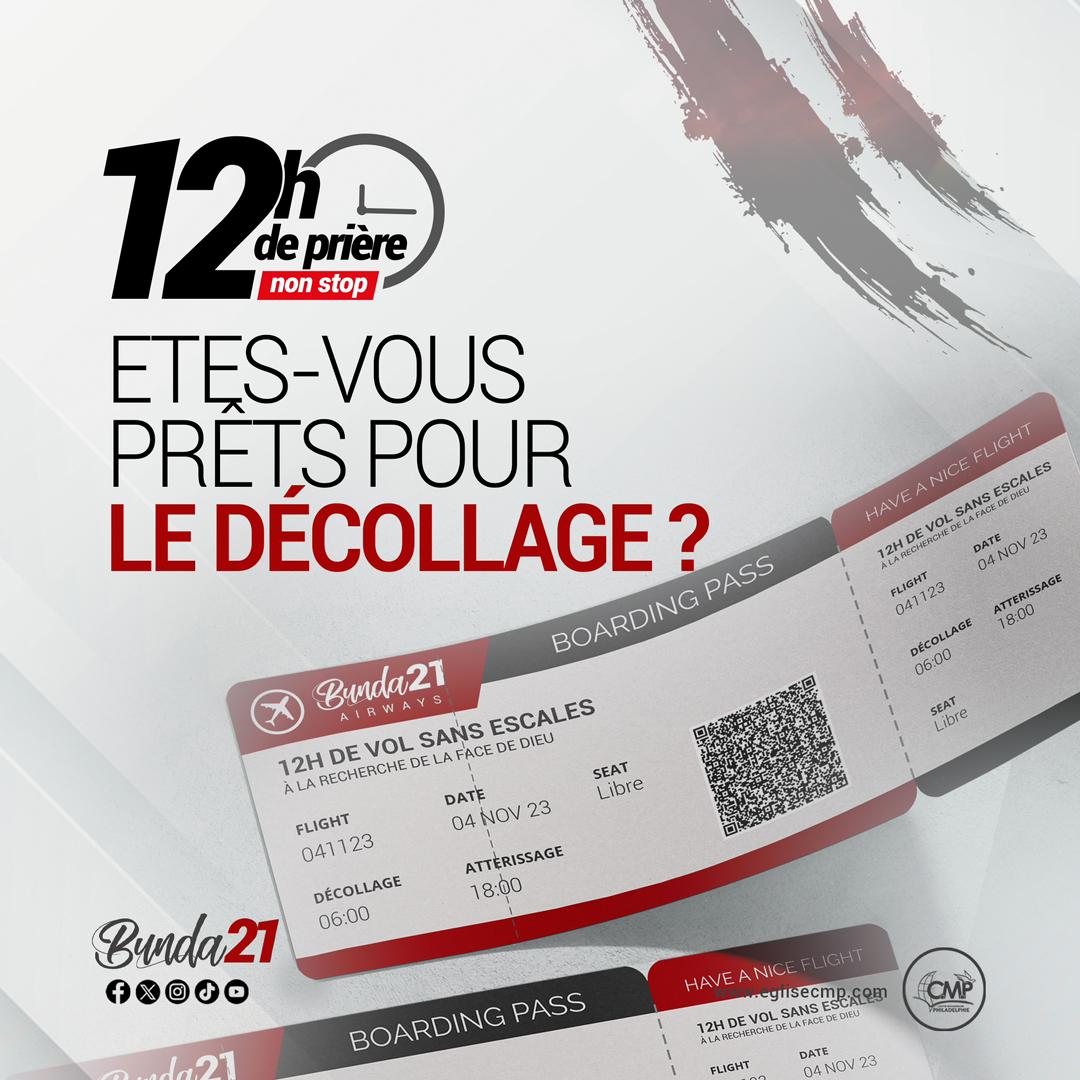 12h
de prière
non stop
ETES-VOUS
PRÊTS POUR
LE DÉCOLLAGE ?
Bunda21
AIRWAYS
BOARDING PASS
12H DE VOL SANS ESCALES
À LA RECHERCHE DE LA FACE DE DIEU
FLIGHT
041123
DATE
04 NOV 23
SEAT
Libre
DÉCOLLAGE
06:00
ATTERISSAGE
18:00
HAVE A NICE FLIGHT
12H DE VOL SANS ESCALES
À LA RECHERCHE DE LA FACE DE DIEU
FLIGHT
041123
DATE
04 NOV 23
DÉCOLLAGE
06:00
ATTERISSAGE
18:00
SEAT
Libre
Bunda21
Bunda21
BOARDING PASS
HAVE A NICE FLIGHT
www.eglisecmp.com
12H DE VOL SANS ESCALES
À LA RECHERCHE DE LA FACE DE DIEU
FLIGHT
DATE
04 NOV 23
CMP
PHILADELPHIE